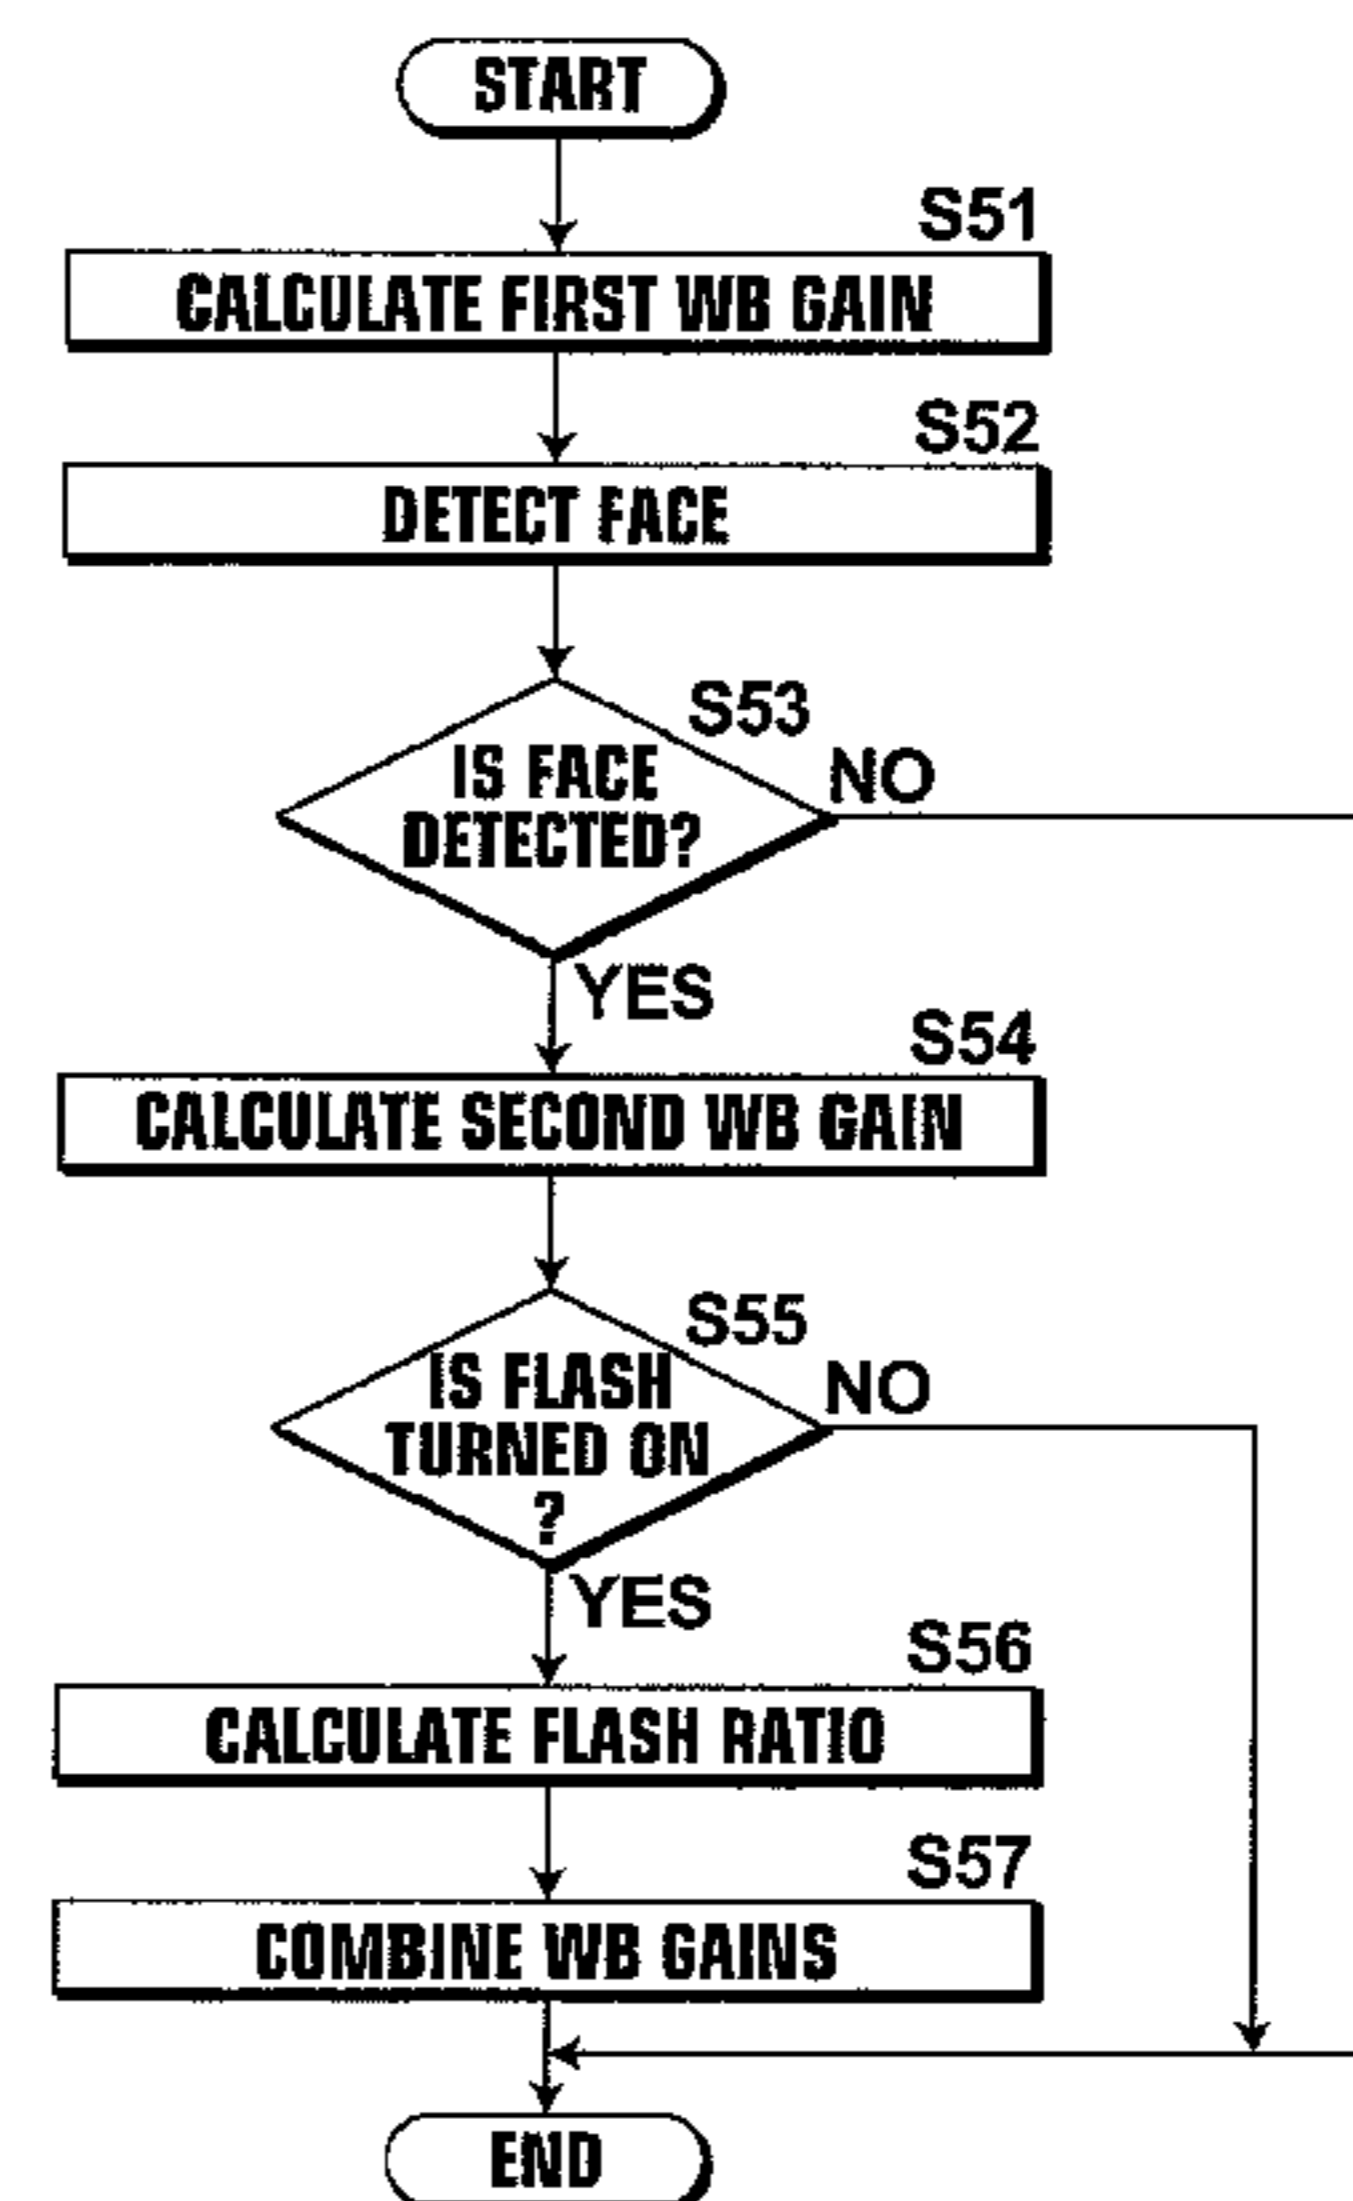 START
S51
CALCULATE FIRST WB GAIN
S52
DETECT FACE
S53
IS FACE
DETECTED?
NO
YES
S54
CALCULATE SECOND WB GAIN
S55
IS FLASH
TURNED ON
?
NO
YES
S56
CALCULATE FLASH RATIO
S57
COMBINE WB GAINS
END